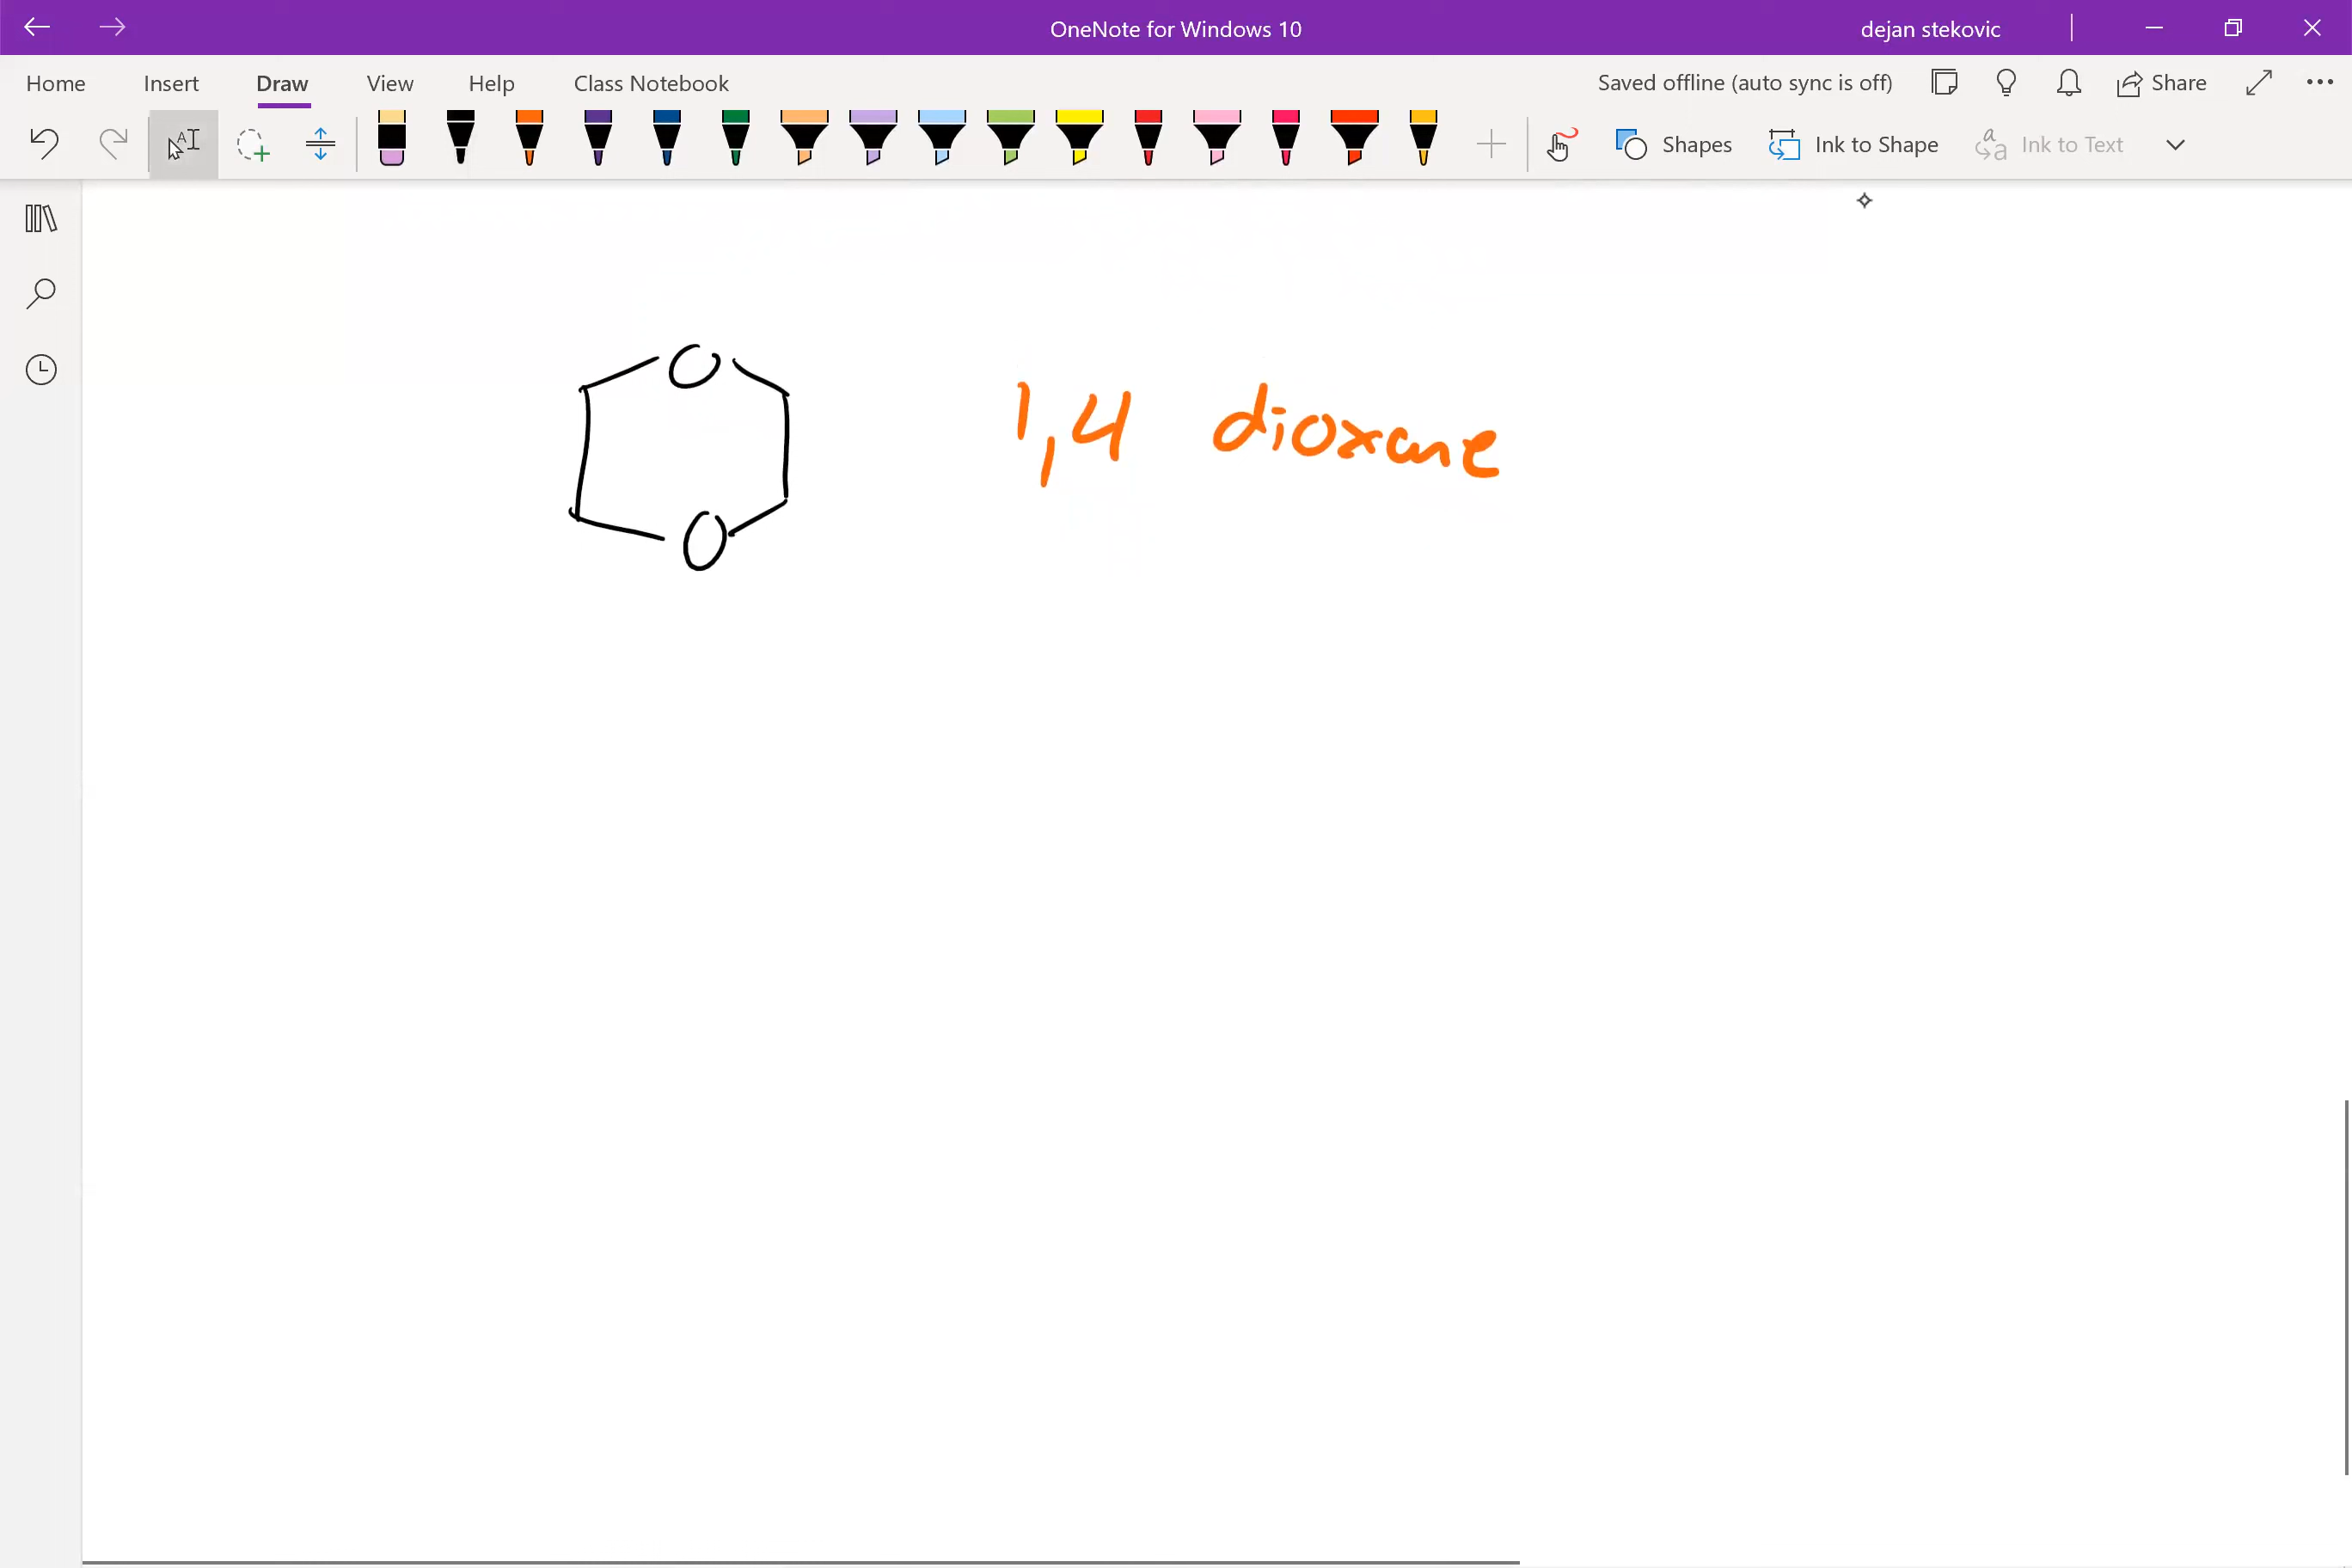 OneNote for Windows 10
dejan stekovic
Home Insert Draw View Help Class Notebook
Saved offline (auto sync is off) Share
Shapes Ink to Shape Ink to Text
O
O
1,4 dioxane